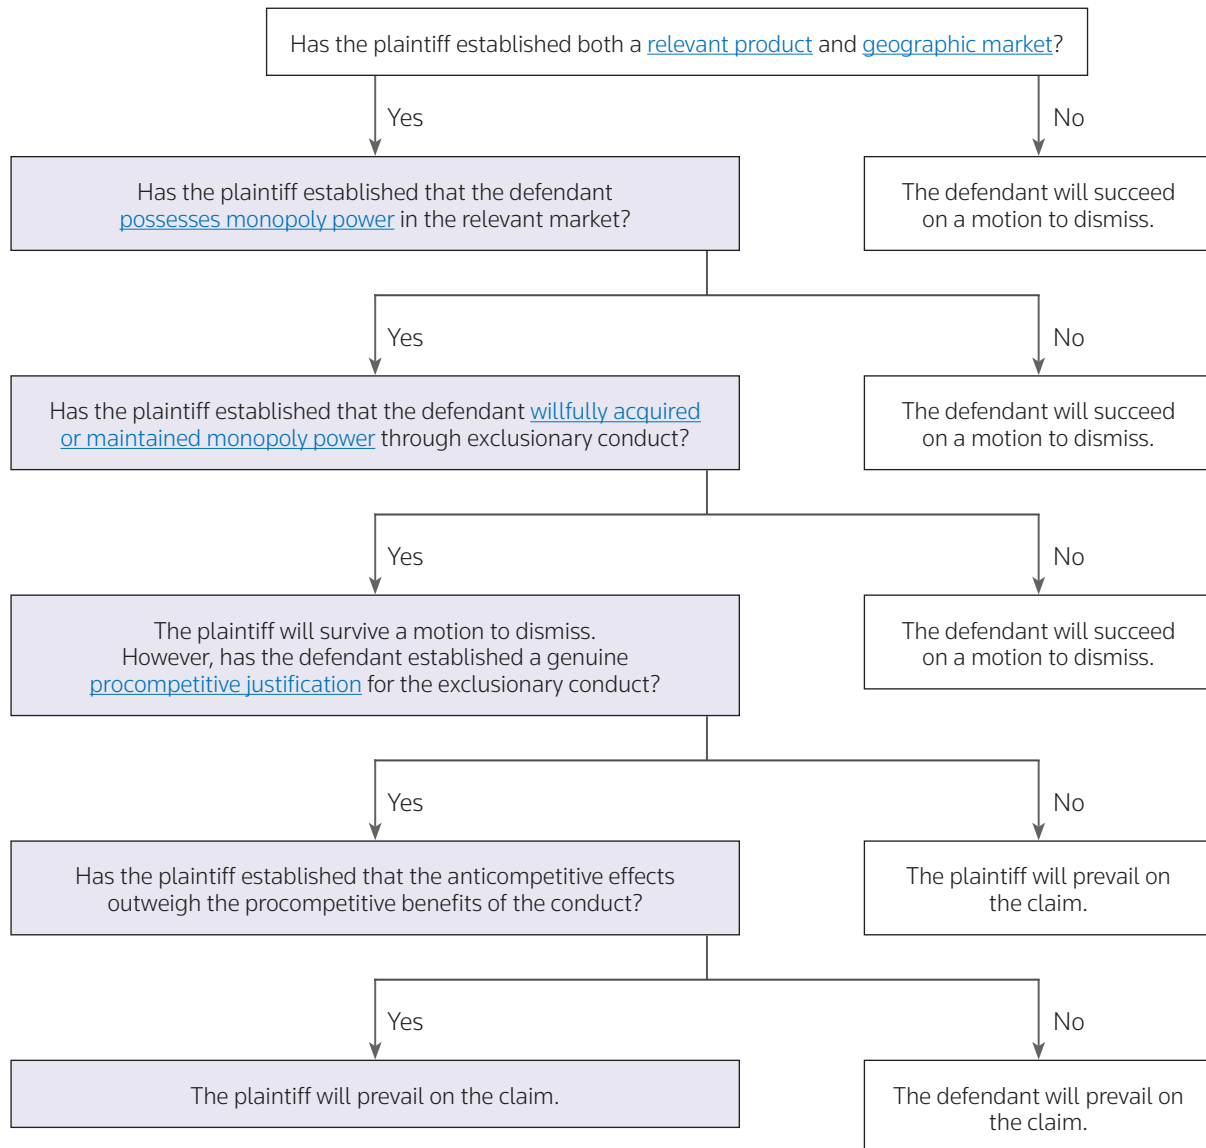 Has the plaintiff established both a relevant product and geographic market?
Yes
No
Has the plaintiff established that the defendant
possesses monopoly power in the relevant market?
The defendant will succeed
on a motion to dismiss.
Yes
No
Has the plaintiff established that the defendant willfully acquired
or maintained monopoly power through exclusionary conduct?
The defendant will succeed
on a motion to dismiss.
Yes
No
The plaintiff will survive a motion to dismiss.
However, has the defendant established a genuine
procompetitive justification for the exclusionary conduct?
The defendant will succeed
on a motion to dismiss.
Yes
No
Has the plaintiff established that the anticompetitive effects
outweigh the procompetitive benefits of the conduct?
The plaintiff will prevail on
the claim.
Yes
No
The plaintiff will prevail on the claim.
The defendant will prevail on
the claim.